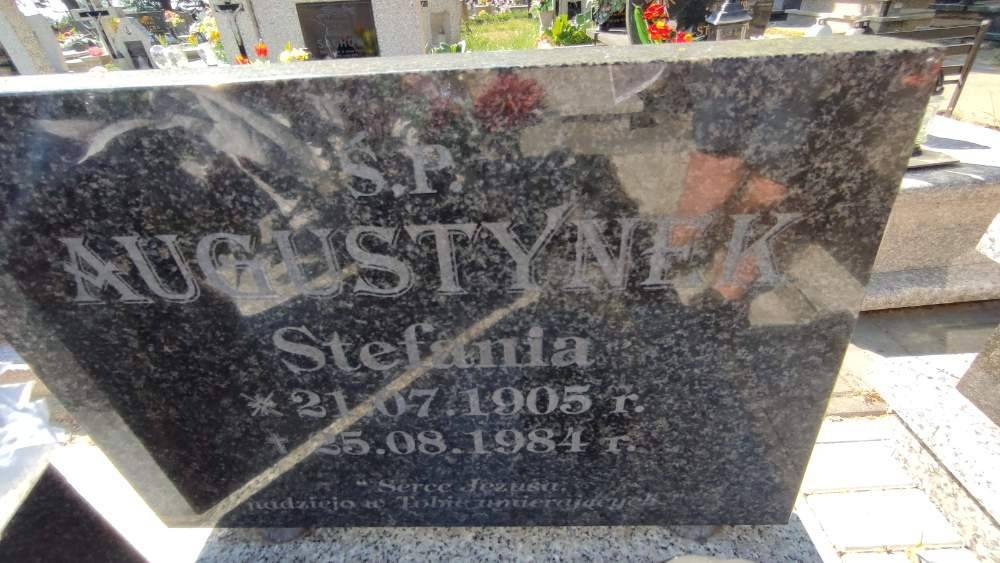 Ś.P.
AUGUSTYNEK
Stefania
* 21.07.1905 r.
† 25.08.1984 r.
" Serce Jezusa,
nadziejo w Tobie umierających"